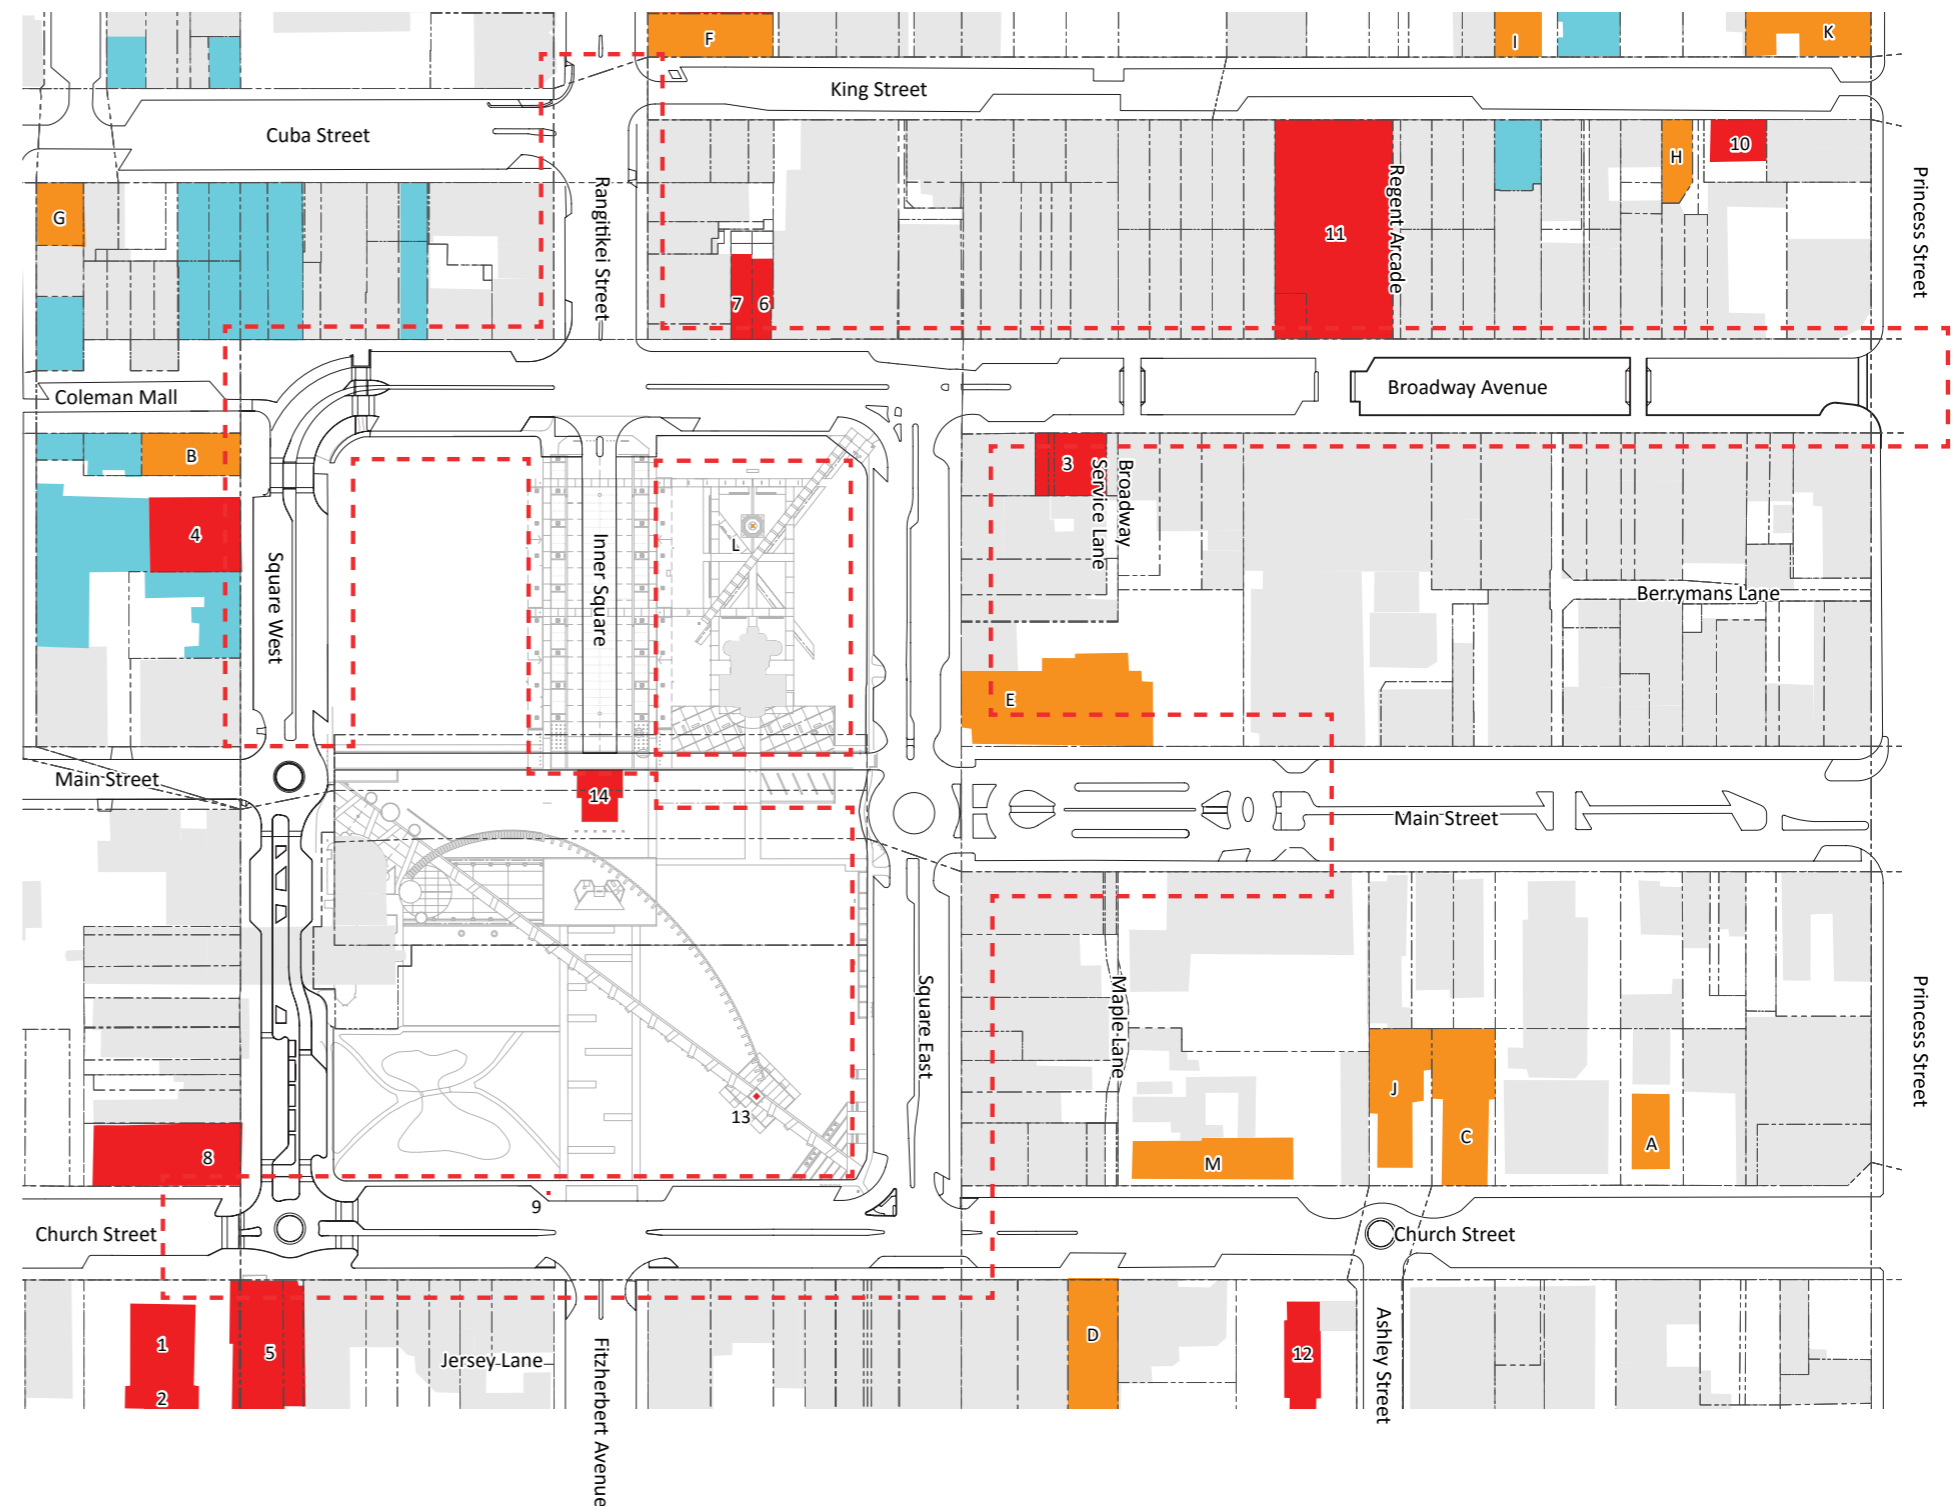 F
I
K
King Street
Cuba Street
H
10
G
Rangitikei Street
11
Regent Arcade
Princess Street
7
6
Coleman Mall
Broadway Avenue
B
3
Broadway
Service Lane
4
Square West
Inner Square
L
Berrymans Lane
E
Main Street
14
Main Street
Square East
Maple Lane
Princess Street
13
J
C
A
8
M
9
Church Street
Church Street
1
2
5
Jersey Lane
Fitzherbert Avenue
D
12
Ashley Street